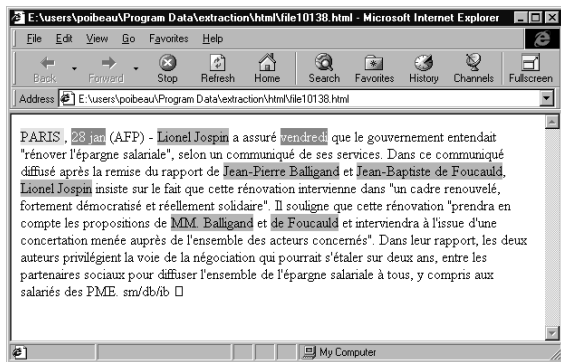 E:\users\poibeau\Program Data\extraction\html\file10138.html - Microsoft Internet Explorer
File Edit View Go Favorites Help
Back Forward Stop Refresh Home Search Favorites History Channels Fullscreen
Address E:\users\poibeau\Program Data\extraction\html\file10138.html
PARIS , 28 jan (AFP) - Lionel Jospin a assuré vendredi que le gouvernement entendait
"rénover l'épargne salariale", selon un communiqué de ses services. Dans ce communiqué
diffusé après la remise du rapport de Jean-Pierre Balligand et Jean-Baptiste de Foucauld,
Lionel Jospin insiste sur le fait que cette rénovation intervienne dans "un cadre renouvelé,
fortement démocratisé et réellement solidaire". Il souligne que cette rénovation "prendra en
compte les propositions de MM. Balligand et de Foucauld et interviendra à l'issue d'une
concertation menée auprès de l'ensemble des acteurs concernés". Dans leur rapport, les deux
auteurs privilégient la voie de la négociation qui pourrait s'étaler sur deux ans, entre les
partenaires sociaux pour diffuser l'ensemble de l'épargne salariale à tous, y compris aux
salariés des PME. sm/db/ib
My Computer